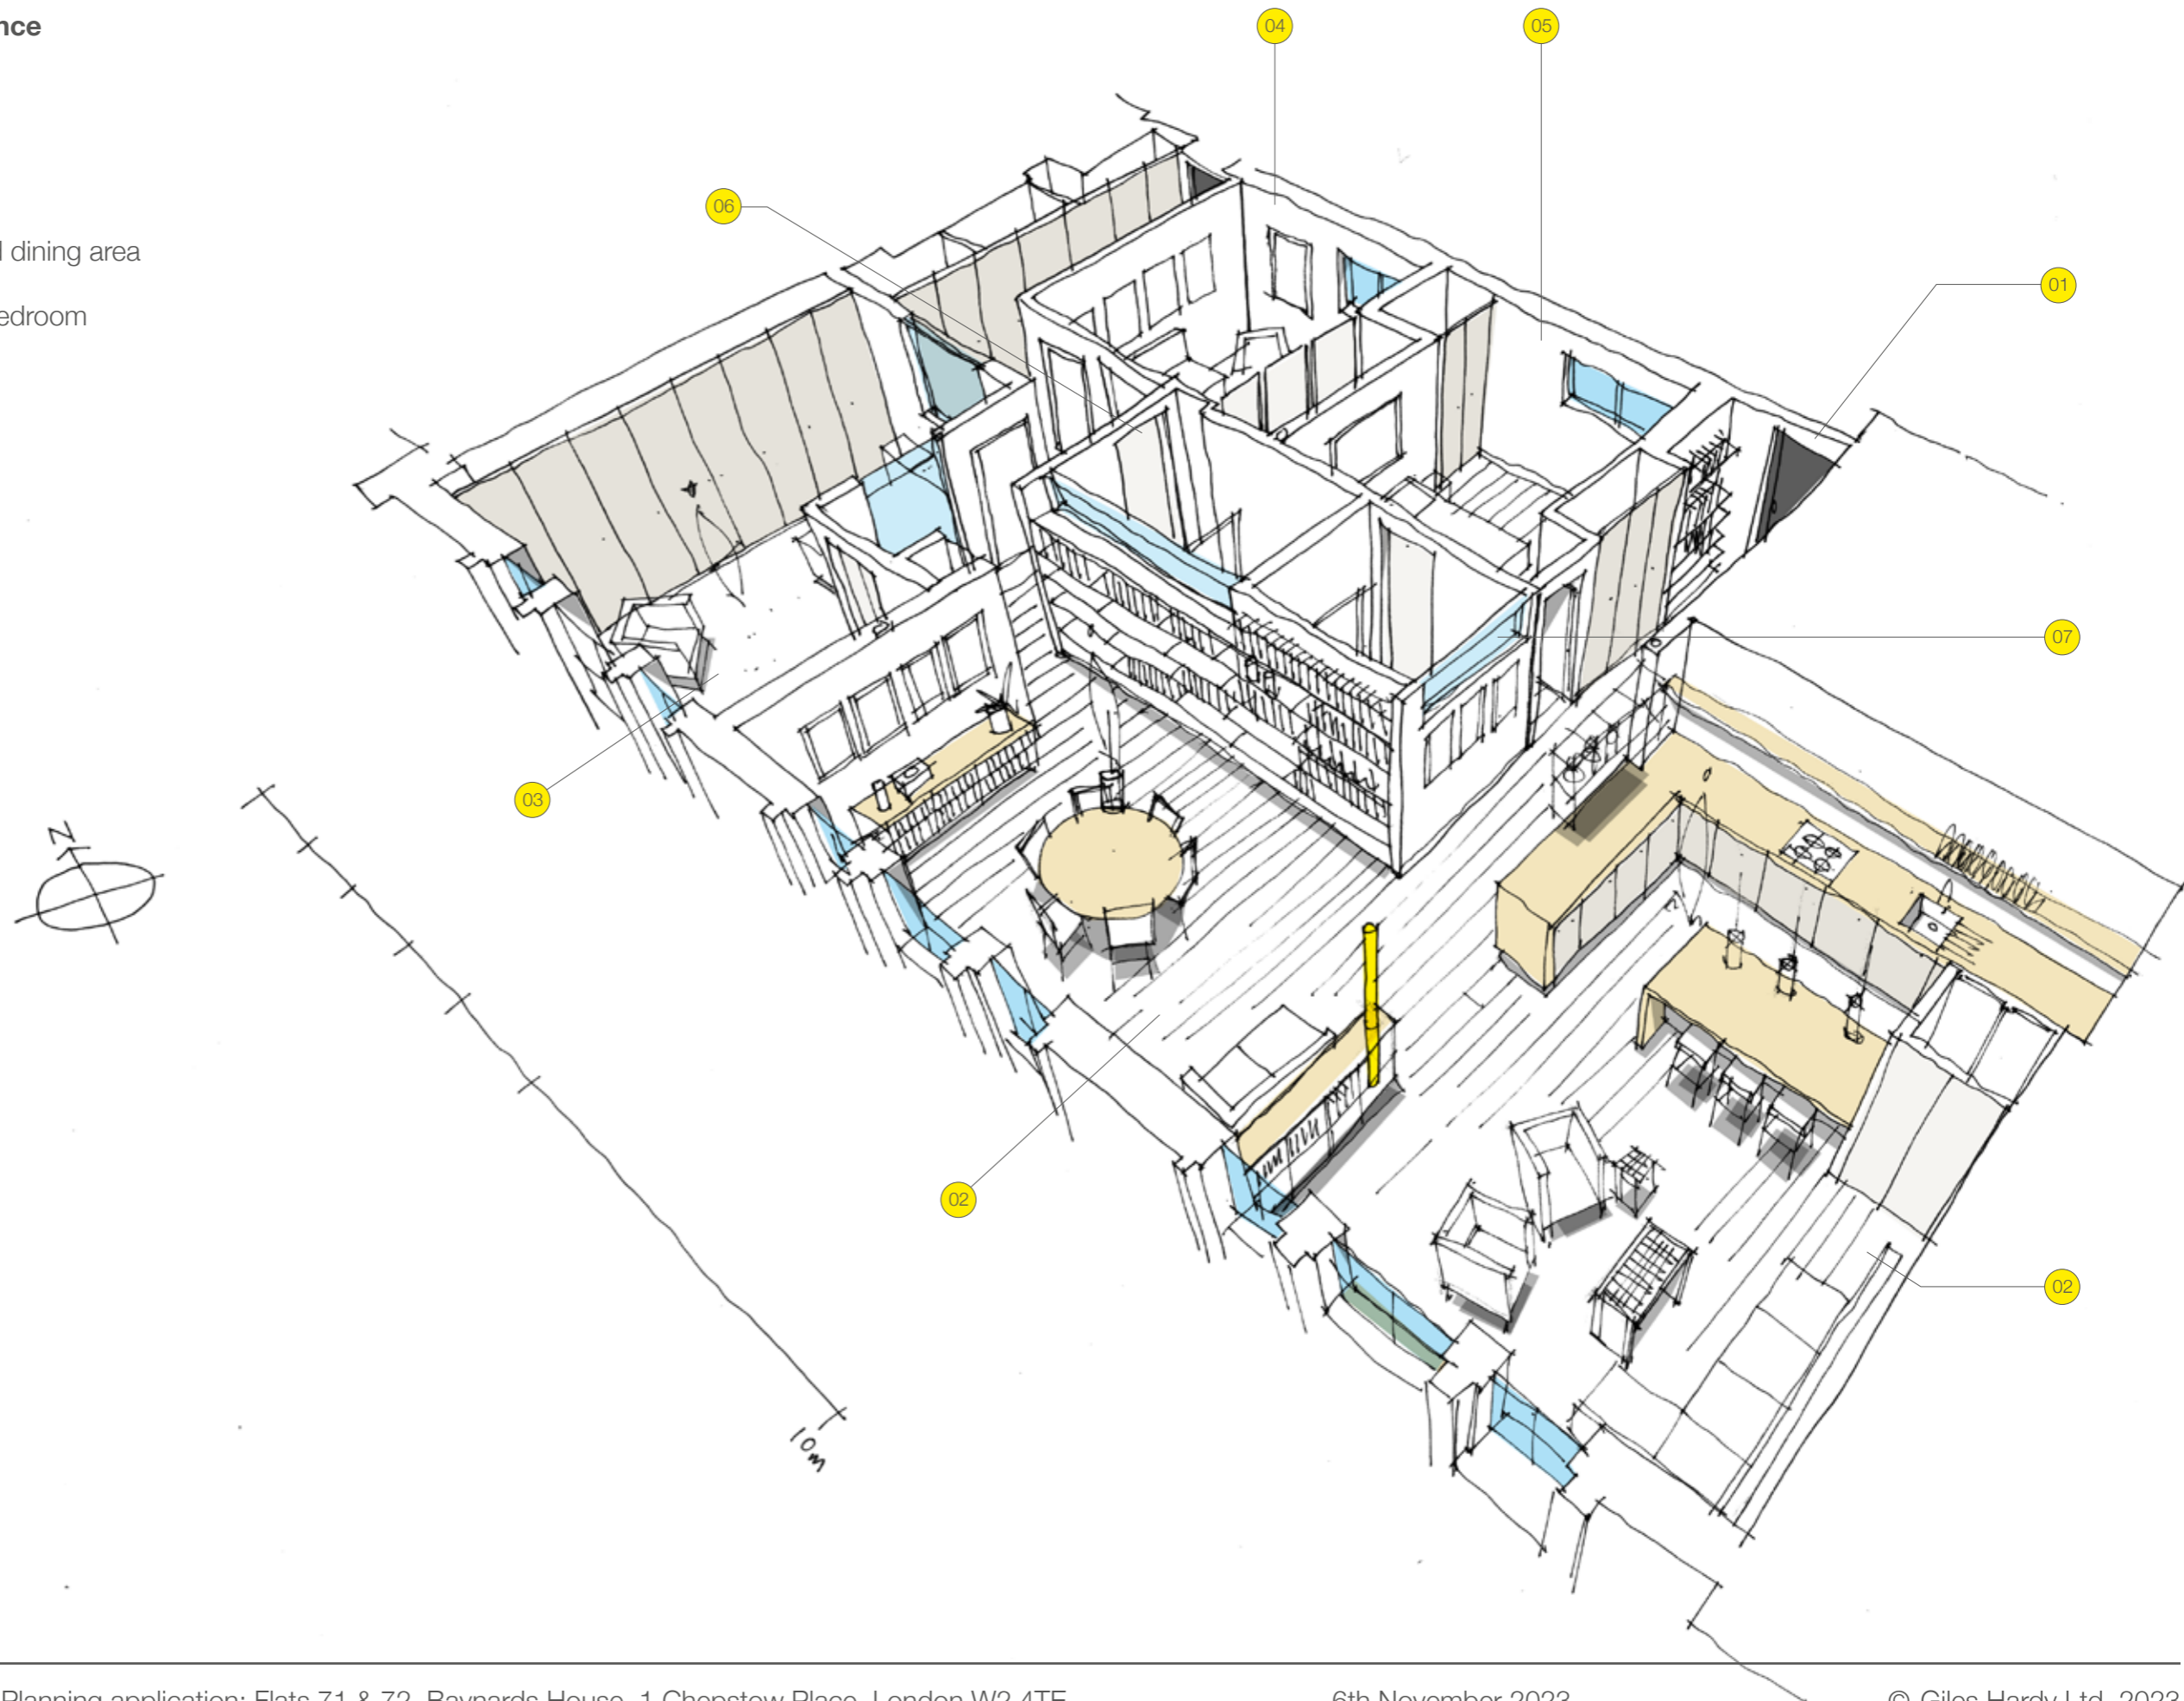 nce
dining area
edroom
04
05
06
01
07
03
N
02
02
10m
Planning application: Flats 71 & 72, Baynards House, 1 Chepstow Place, London W2 4TE
6th November 2023
© Giles Hardy Ltd. 2023